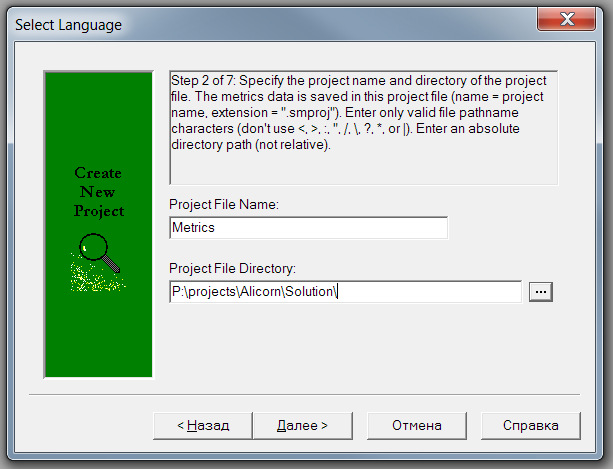 Select Language
Create
New
Project
Step 2 of 7: Specify the project name and directory of the project
file. The metrics data is saved in this project file (name = project
name, extension = ".smproj"). Enter only valid file pathname
characters (don't use <, >, :, ", /, \, ?, *, or |). Enter an absolute
directory path (not relative).
Project File Name:
Metrics
Project File Directory:
P:\projects\Alicorn\Solution\
...
< Назад
Далее >
Отмена
Справка